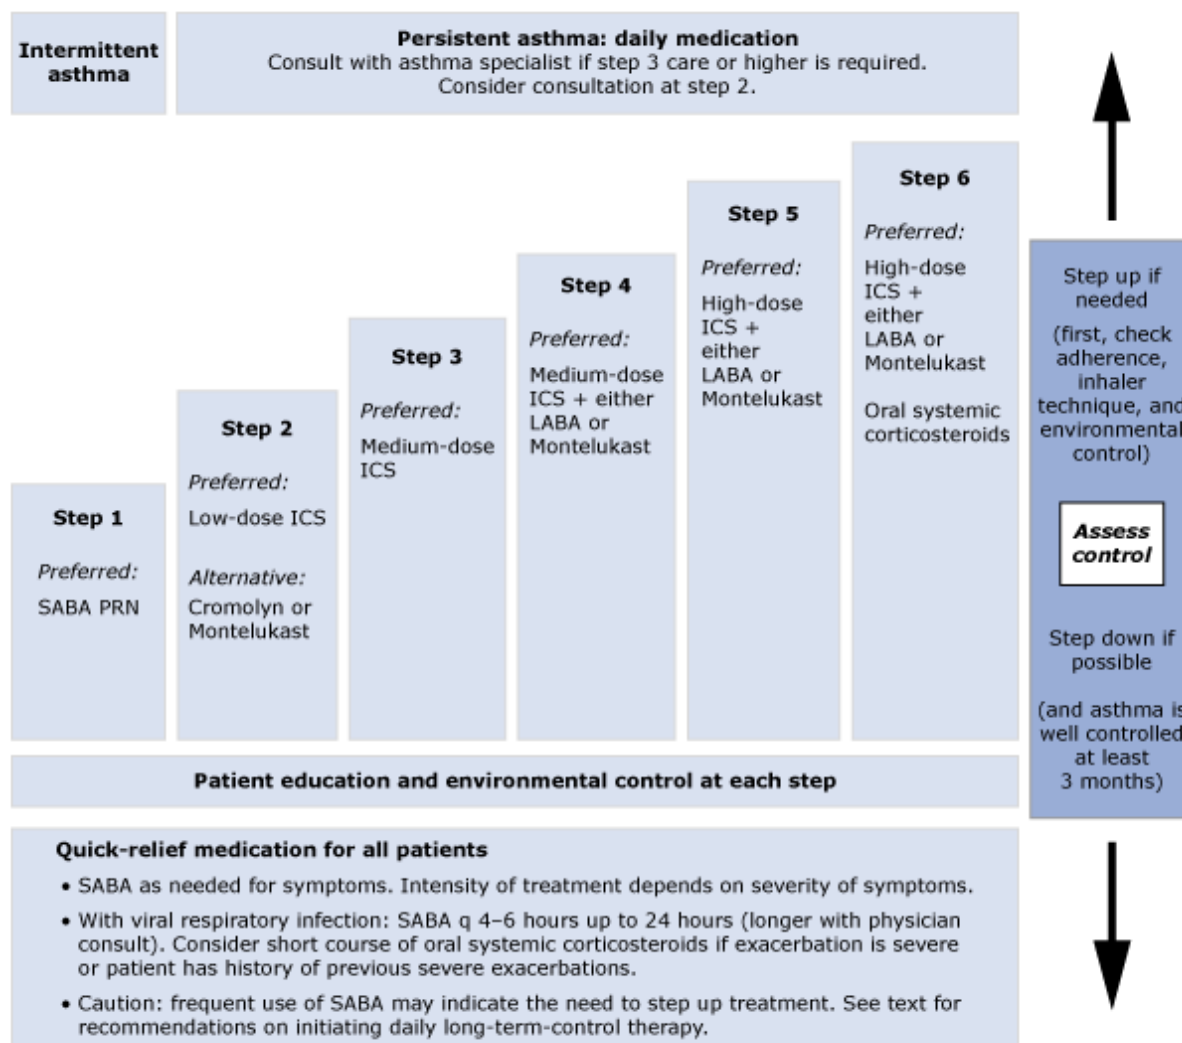 Intermittent
asthma
Persistent asthma: daily medication
Consult with asthma specialist if step 3 care or higher is required.
Consider consultation at step 2.
Step 1
Preferred:
SABA PRN
Step 2
Preferred:
Low-dose ICS
Alternative:
Cromolyn or
Montelukast
Step 3
Preferred:
Medium-dose
ICS
Step 4
Preferred:
Medium-dose
ICS + either
LABA or
Montelukast
Step 5
Preferred:
High-dose
ICS +
either
LABA or
Montelukast
Step 6
Preferred:
High-dose
ICS +
either
LABA or
Montelukast
Oral systemic
corticosteroids
Step up if
needed
(first, check
adherence,
inhaler
technique, and
environmental
control)
Assess
control
Step down if
possible
(and asthma is
well controlled
at least
3 months)
Patient education and environmental control at each step
Quick-relief medication for all patients
• SABA as needed for symptoms. Intensity of treatment depends on severity of symptoms.
• With viral respiratory infection: SABA q 4–6 hours up to 24 hours (longer with physician
consult). Consider short course of oral systemic corticosteroids if exacerbation is severe
or patient has history of previous severe exacerbations.
• Caution: frequent use of SABA may indicate the need to step up treatment. See text for
recommendations on initiating daily long-term-control therapy.